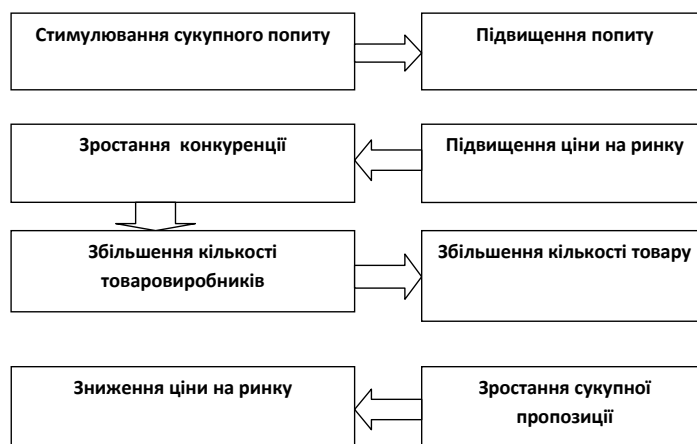 Стимулювання сукупного попиту
Підвищення попиту
Зростання конкуренції
Підвищення ціни на ринку
Збільшення кількості
товаровиробників
Збільшення кількості товару
Зниження ціни на ринку
Зростання сукупної
пропозиції